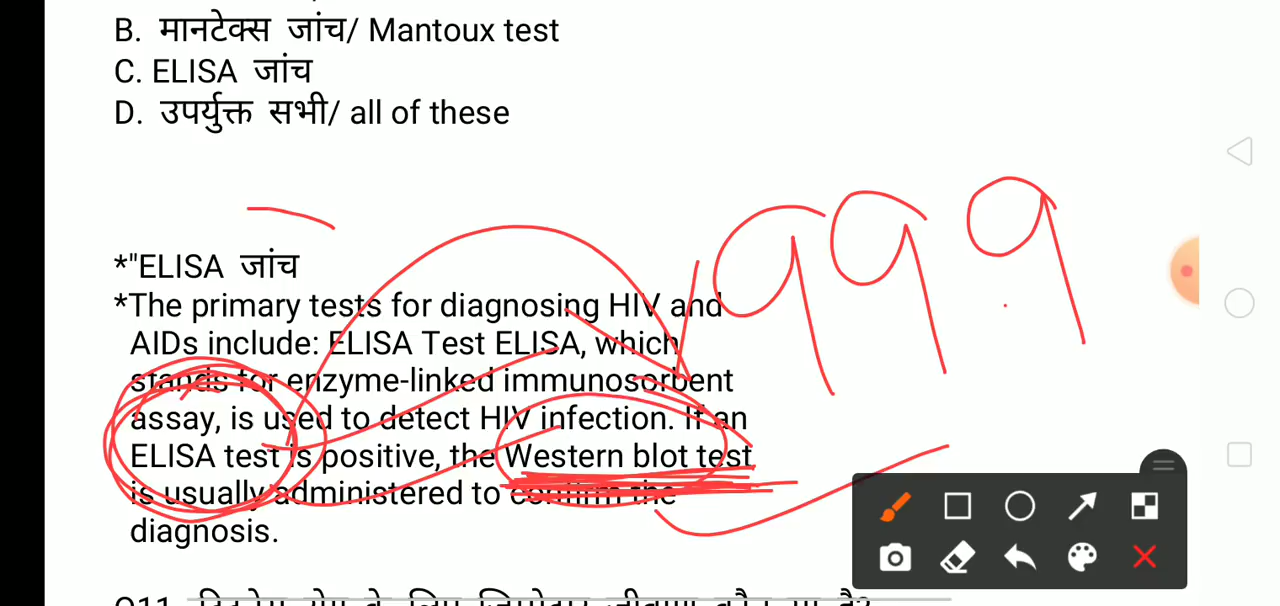 B. मानटेक्स जांच/ Mantoux test
C. ELISA जांच
D. उपर्युक्त सभी/ all of these
999
*"ELISA जांच
*The primary tests for diagnosing HIV and
AIDs include: ELISA Test ELISA, which
stands for enzyme-linked immunosorbent
assay, is used to detect HIV infection. If an
ELISA test is positive, the Western blot test
is usually administered to confirm the
diagnosis.